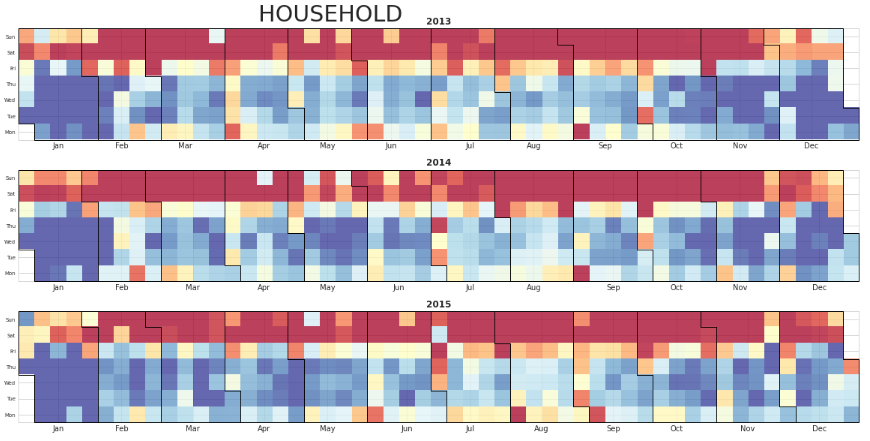 HOUSEHOLD
2013
Sun
Sat
Fri
Thu
Wed
Tue
Mon
Jan Feb Mar Apr May Jun Jul Aug Sep Oct Nov Dec
2014
Sun
Sat
Fri
Thu
Wed
Tue
Mon
Jan Feb Mar Apr May Jun Jul Aug Sep Oct Nov Dec
2015
Sun
Sat
Fri
Thu
Wed
Tue
Mon
Jan Feb Mar Apr May Jun Jul Aug Sep Oct Nov Dec